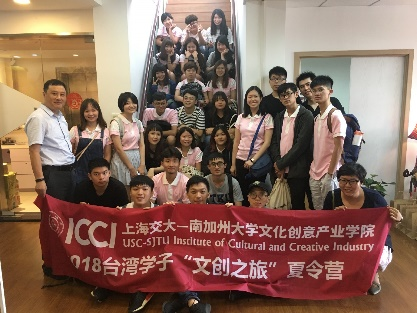 ICCI 上海交大—南加州大学文化创意产业学院
USC-SJTU Institute of Cultural and Creative Industry
018台湾学子“文创之旅”夏令营